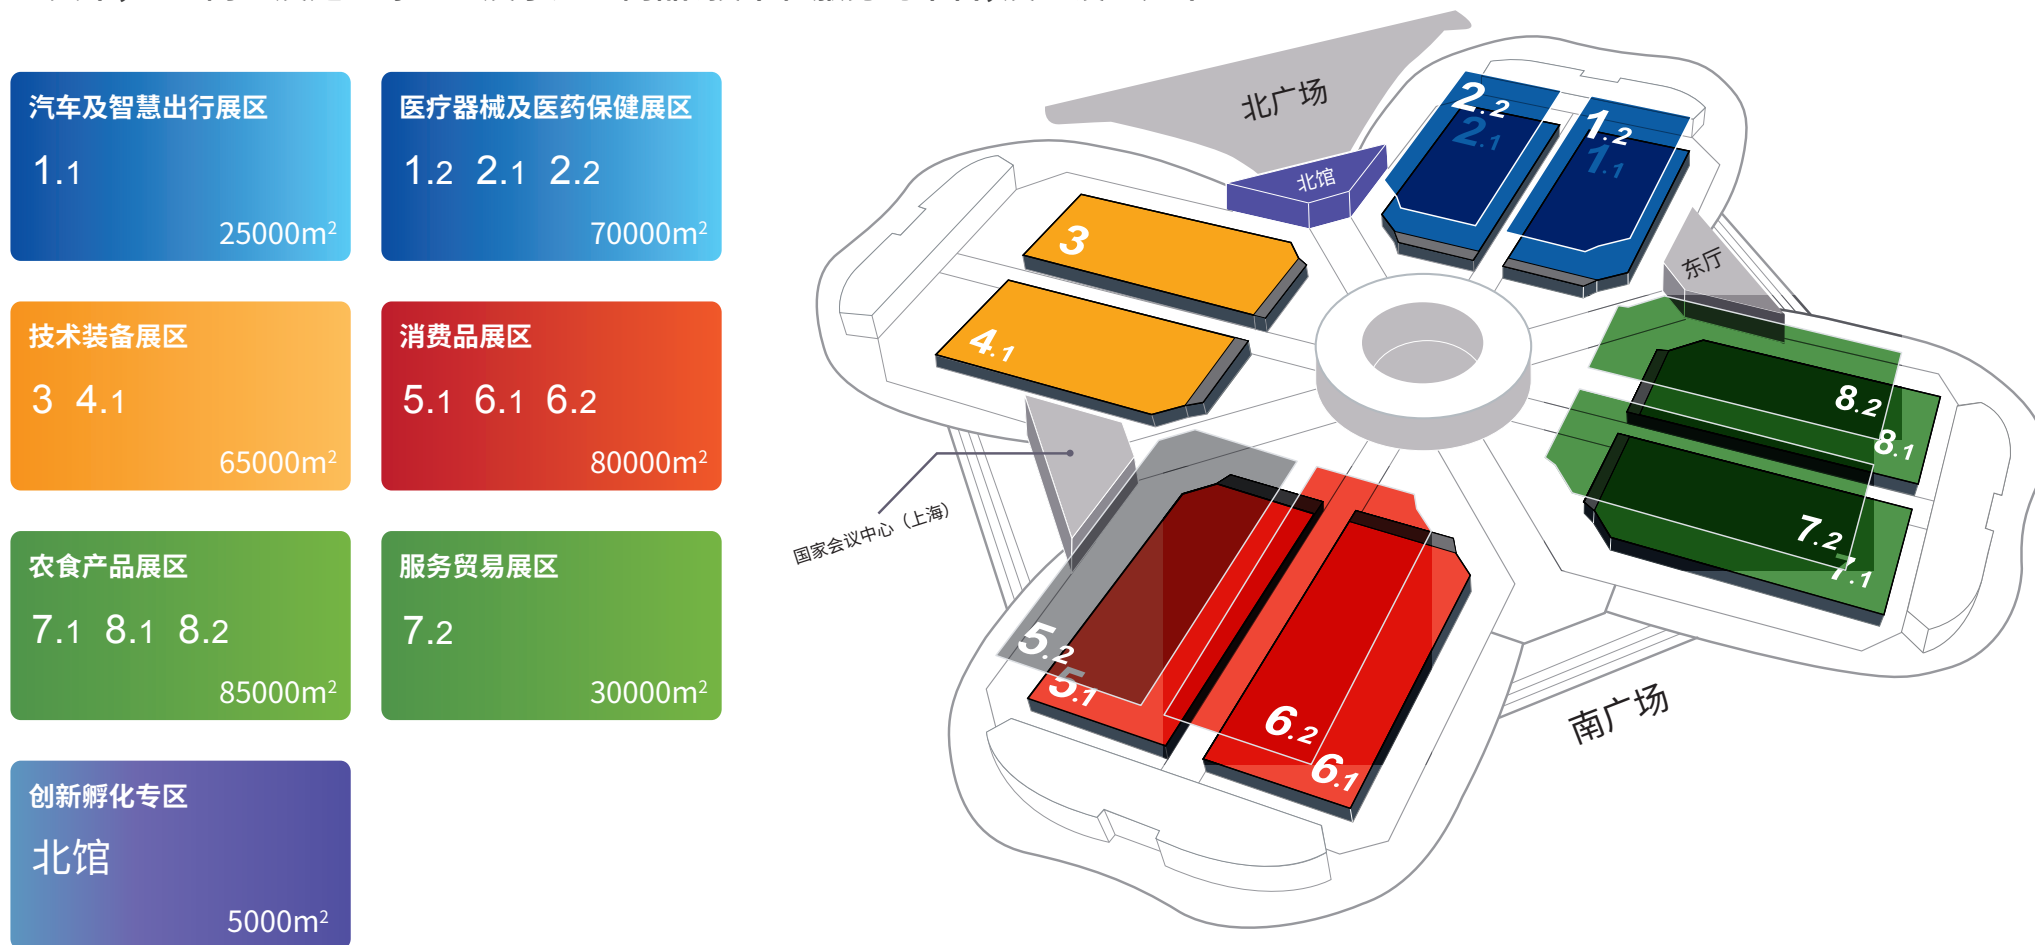 汽车及智慧出行展区
1.1
25000m²
医疗器械及医药保健展区
1.2 2.1 2.2
70000m²
技术装备展区
3 4.1
65000m²
消费品展区
5.1 6.1 6.2
80000m²
农食产品展区
7.1 8.1 8.2
85000m²
服务贸易展区
7.2
30000m²
创新孵化专区
北馆
5000m²
北广场
北馆
2.2
2.1
1.2
1.1
东厅
3
4.1
8.2
8.1
7.2
7.1
国家会议中心（上海）
5.2
5.1
6.2
6.1
南广场